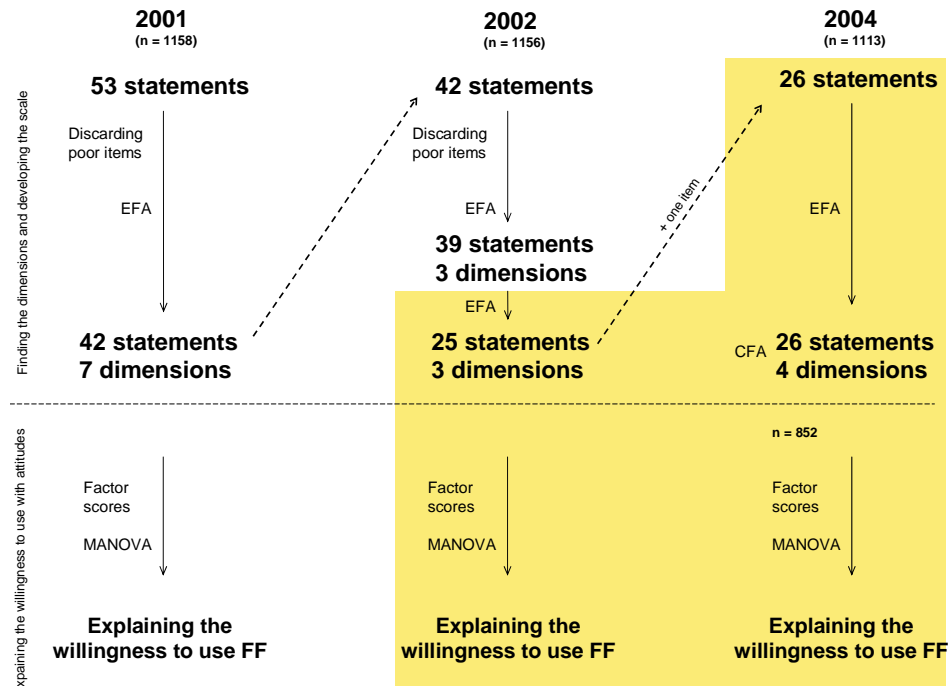 2001
(n = 1158)
53 statements
Discarding
poor items
EFA
42 statements
7 dimensions
Factor
scores
MANOVA
Explaining the
willingness to use FF
2002
(n = 1156)
42 statements
Discarding
poor items
EFA
39 statements
3 dimensions
EFA
25 statements
3 dimensions
Factor
scores
MANOVA
Explaining the
willingness to use FF
+ one item
2004
(n = 1113)
26 statements
EFA
CFA
26 statements
4 dimensions
n = 852
Factor
scores
MANOVA
Explaining the
willingness to use FF
Finding the dimensions and developing the scale
xpaining the willingness to use with attitudes